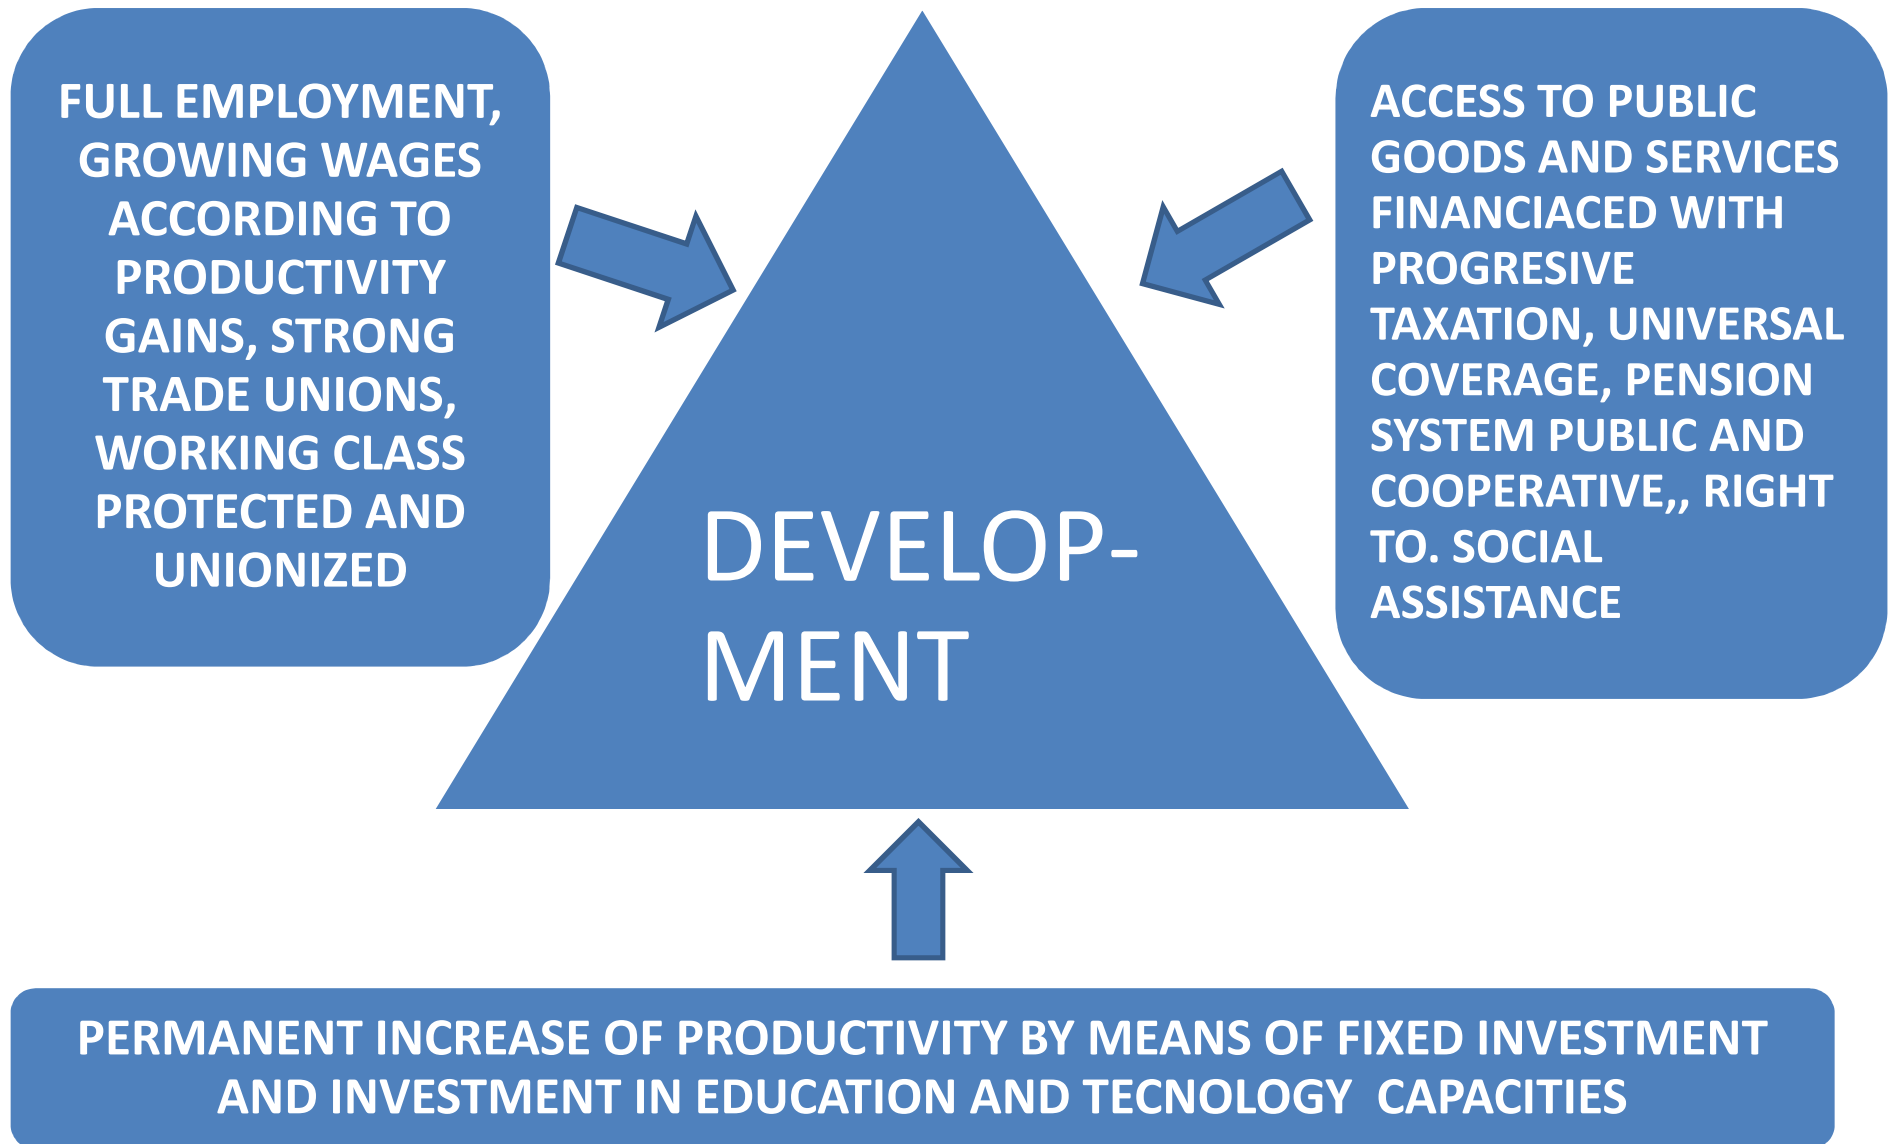 FULL EMPLOYMENT,
GROWING WAGES
ACCORDING TO
PRODUCTIVITY
GAINS, STRONG
TRADE UNIONS,
WORKING CLASS
PROTECTED AND
UNIONIZED
DEVELOP-
MENT
ACCESS TO PUBLIC
GOODS AND SERVICES
FINANCIACED WITH
PROGRESIVE
TAXATION, UNIVERSAL
COVERAGE, PENSION
SYSTEM PUBLIC AND
COOPERATIVE,, RIGHT
TO. SOCIAL
ASSISTANCE
PERMANENT INCREASE OF PRODUCTIVITY BY MEANS OF FIXED INVESTMENT
AND INVESTMENT IN EDUCATION AND TECNOLOGY CAPACITIES